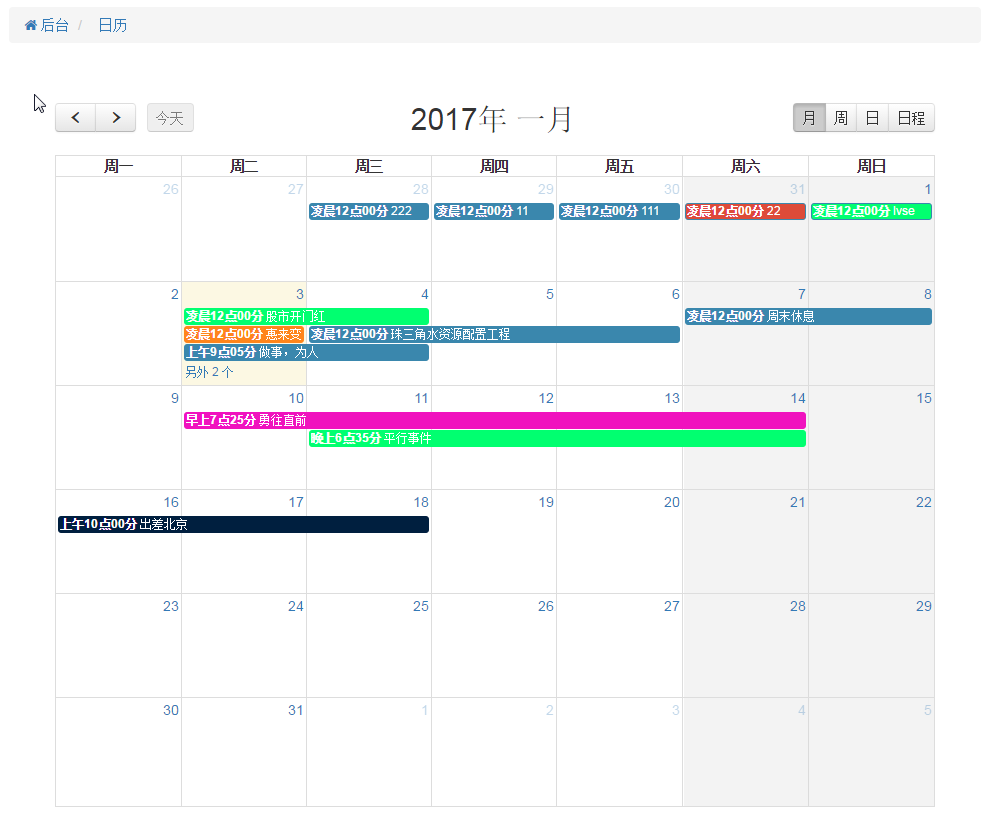 后台 / 日历
今天 2017年 一月 月 周 日 日程
周一 周二 周三 周四 周五 周六 周日
26 27 28 29 30 31 1
凌晨12点00分 222 凌晨12点00分 11 凌晨12点00分 111 凌晨12点00分 22 凌晨12点00分 lvse
2 3 4 5 6 7 8
凌晨12点00分 股市开门红 凌晨12点00分 周末休息
凌晨12点00分 惠来变 凌晨12点00分 珠三角水资源配置工程
上午9点05分 做事，为人
另外 2 个
9 10 11 12 13 14 15
早上7点25分 勇往直前
晚上6点35分 平行事件
16 17 18 19 20 21 22
上午10点00分 出差北京
23 24 25 26 27 28 29
30 31 1 2 3 4 5